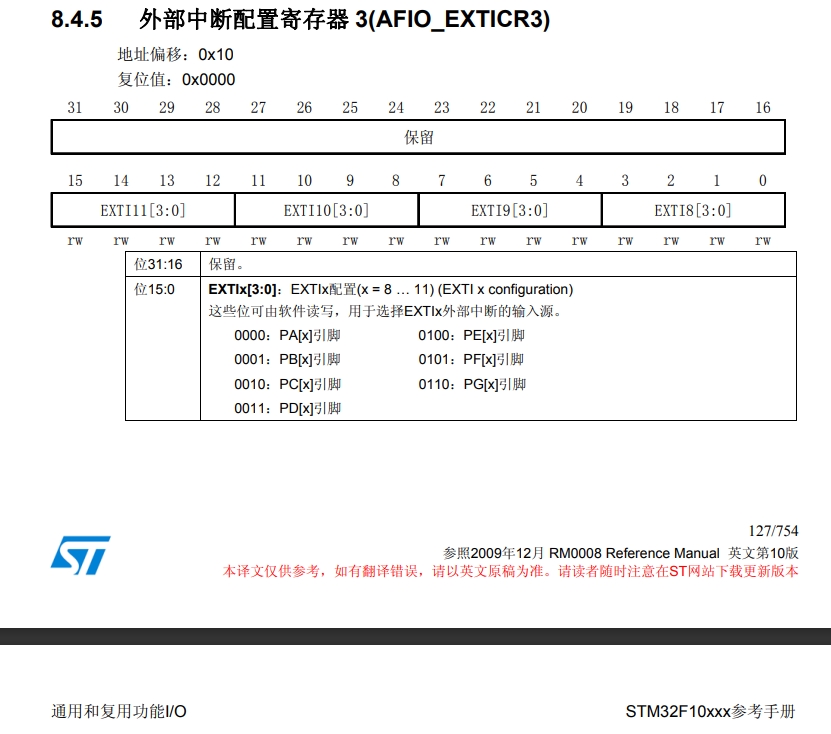 8.4.5 外部中断配置寄存器 3(AFIO_EXTICR3)
地址偏移：0x10
复位值：0x0000
31 30 29 28 27 26 25 24 23 22 21 20 19 18 17 16
保留
15 14 13 12 11 10 9 8 7 6 5 4 3 2 1 0
EXTI11[3:0] EXTI10[3:0] EXTI9[3:0] EXTI8[3:0]
rw rw rw rw rw rw rw rw rw rw rw rw rw rw rw rw
位31:16 保留。
位15:0 EXTIx[3:0]：EXTIx配置(x = 8 … 11) (EXTI x configuration)
这些位可由软件读写，用于选择EXTIx外部中断的输入源。
0000：PA[x]引脚 0100：PE[x]引脚
0001：PB[x]引脚 0101：PF[x]引脚
0010：PC[x]引脚 0110：PG[x]引脚
0011：PD[x]引脚
127/754
ST
参照2009年12月 RM0008 Reference Manual 英文第10版
本译文仅供参考，如有翻译错误，请以英文原稿为准。请读者随时注意在ST网站下载更新版本
通用和复用功能I/O STM32F10xxx参考手册